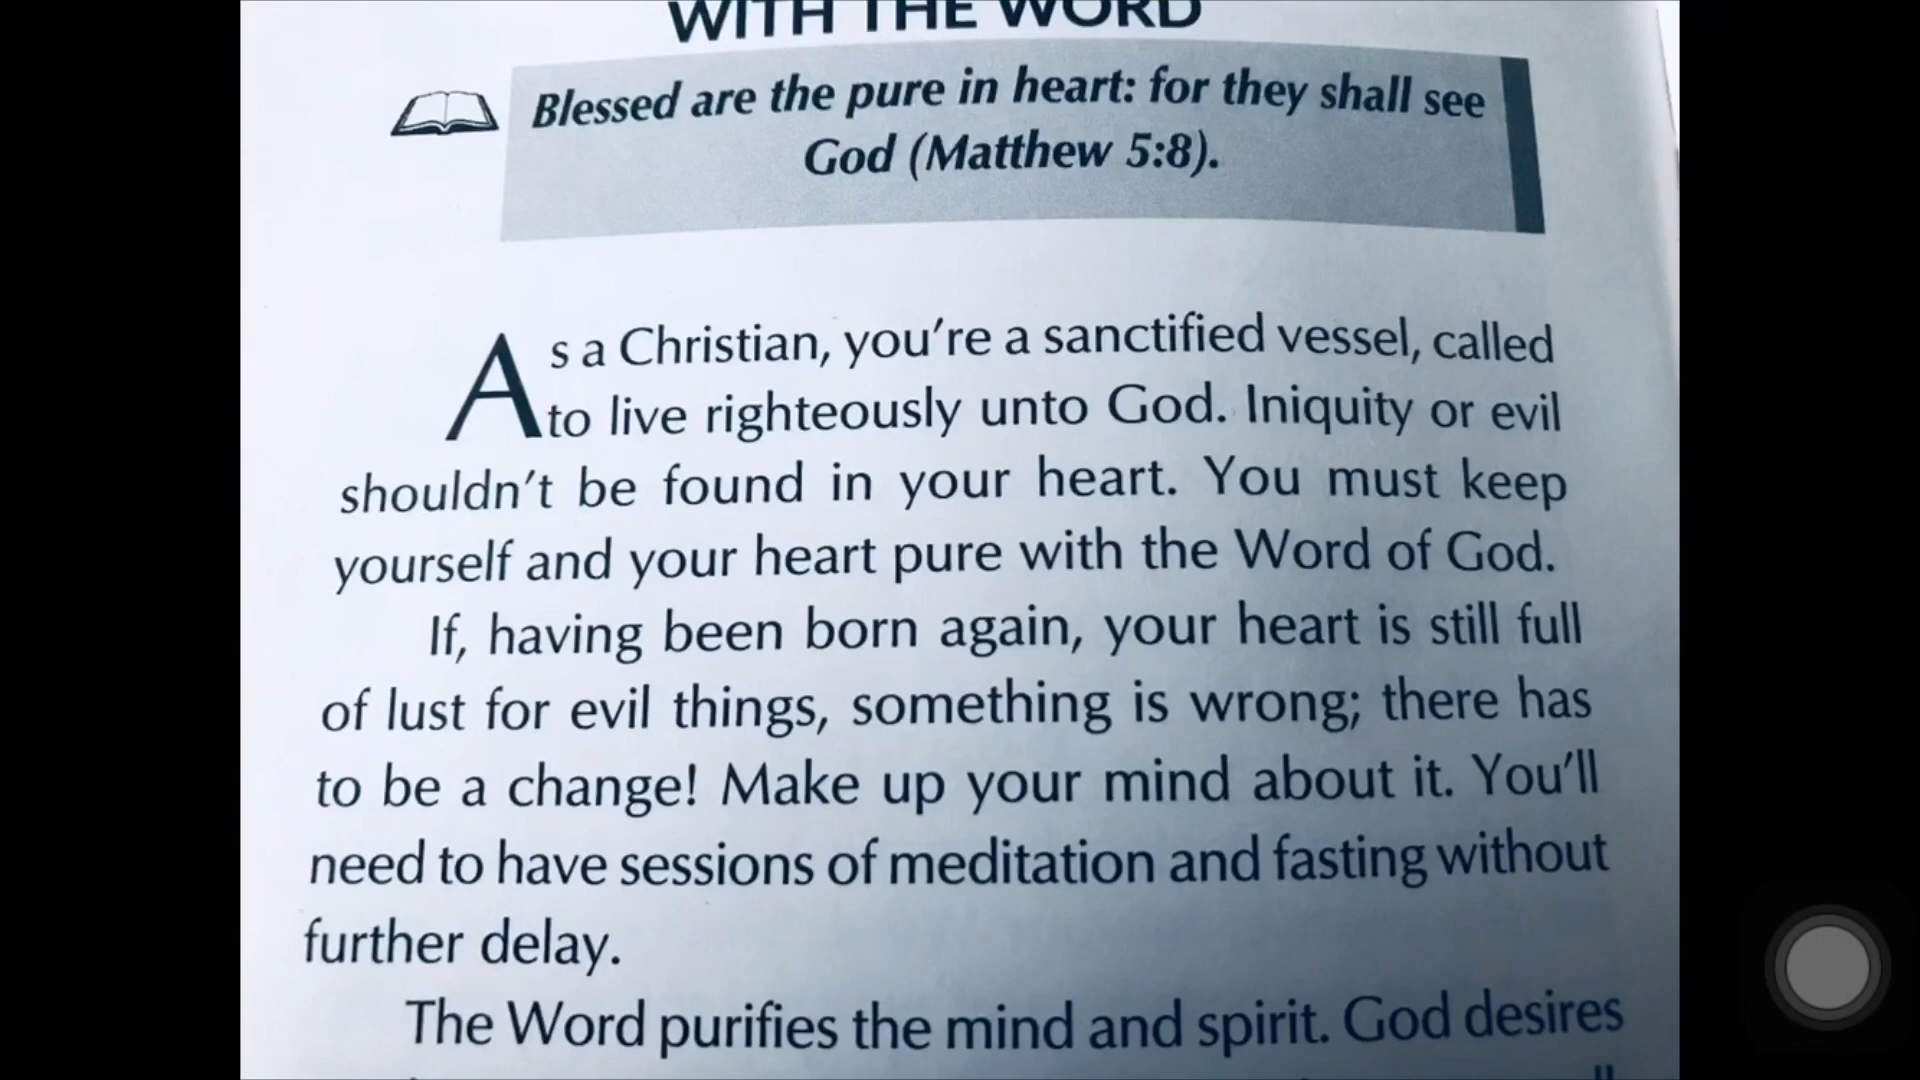 WITH THE WORD
Blessed are the pure in heart: for they shall see
God (Matthew 5:8).
As a Christian, you're a sanctified vessel, called
to live righteously unto God. Iniquity or evil
shouldn't be found in your heart. You must keep
yourself and your heart pure with the Word of God.
If, having been born again, your heart is still full
of lust for evil things, something is wrong; there has
to be a change! Make up your mind about it. You'll
need to have sessions of meditation and fasting without
further delay.
The Word purifies the mind and spirit. God desires